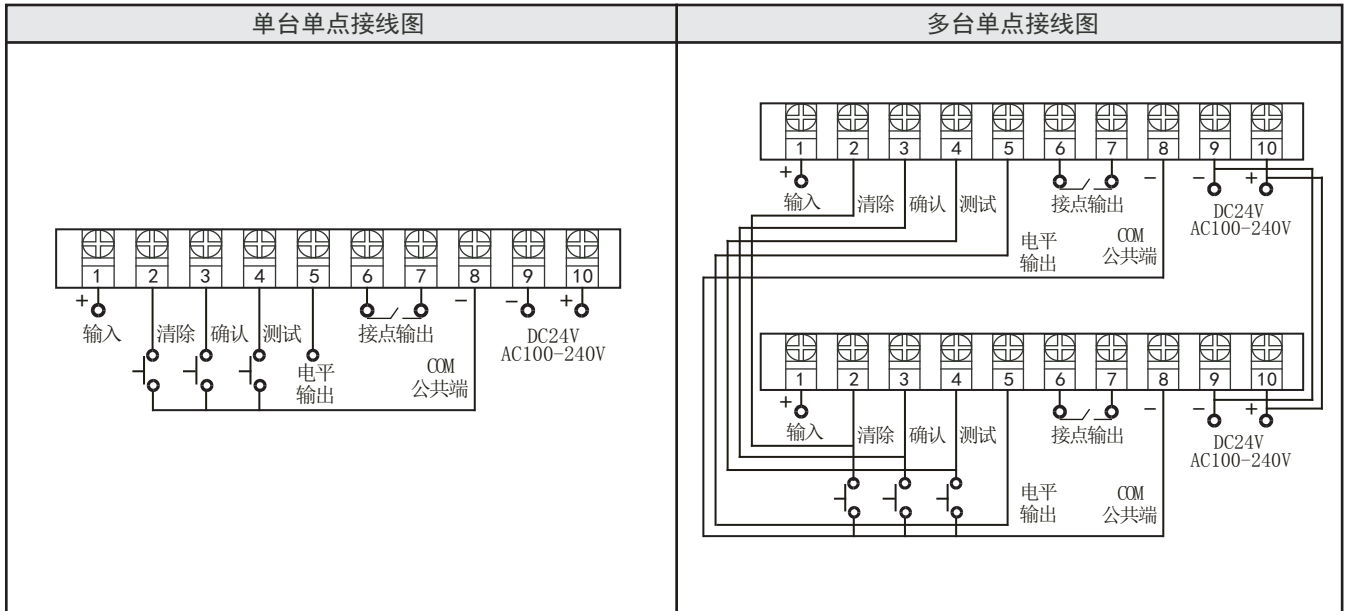 单台单点接线图
多台单点接线图
1 2 3 4 5 6 7 8 9 10
+ − − +
输入 清除 确认 测试 接点输出 DC24V
AC100-240V
电平
输出
COM
公共端
1 2 3 4 5 6 7 8 9 10
+ − − +
输入 清除 确认 测试 接点输出 DC24V
AC100-240V
电平
输出
COM
公共端
1 2 3 4 5 6 7 8 9 10
+ − − +
输入 清除 确认 测试 接点输出 DC24V
AC100-240V
电平
输出
COM
公共端